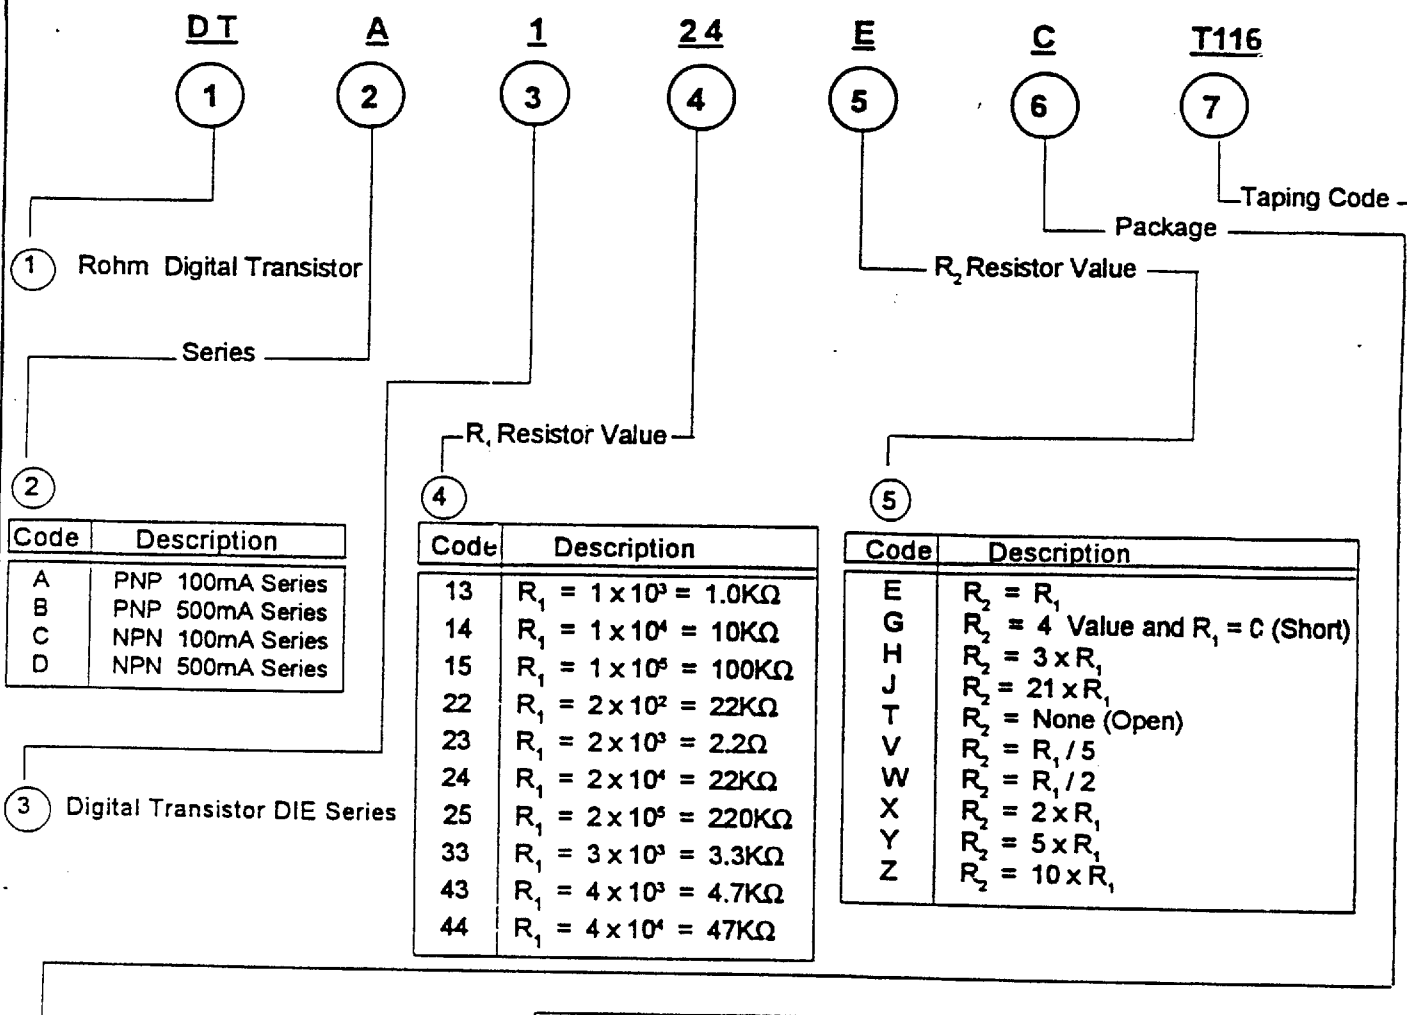 DT A 1 24 E C T116
1 2 3 4 5 6 7
Taping Code
Package
1 Rohm Digital Transistor
R2 Resistor Value
Series
R1 Resistor Value
2
Code Description
A PNP 100mA Series
B PNP 500mA Series
C NPN 100mA Series
D NPN 500mA Series
3 Digital Transistor DIE Series
4
Code Description
13 R1 = 1 x 10³ = 1.0KΩ
14 R1 = 1 x 10⁴ = 10KΩ
15 R1 = 1 x 10⁵ = 100KΩ
22 R1 = 2 x 10² = 22KΩ
23 R1 = 2 x 10³ = 2.2Ω
24 R1 = 2 x 10⁴ = 22KΩ
25 R1 = 2 x 10⁵ = 220KΩ
33 R1 = 3 x 10³ = 3.3KΩ
43 R1 = 4 x 10³ = 4.7KΩ
44 R1 = 4 x 10⁴ = 47KΩ
5
Code Description
E R2 = R1
G R2 = 4 Value and R1 = 0 (Short)
H R2 = 3 x R1
J R2 = 21 x R1
T R2 = None (Open)
V R2 = R1 / 5
W R2 = R1 / 2
X R2 = 2 x R1
Y R2 = 5 x R1
Z R2 = 10 x R1